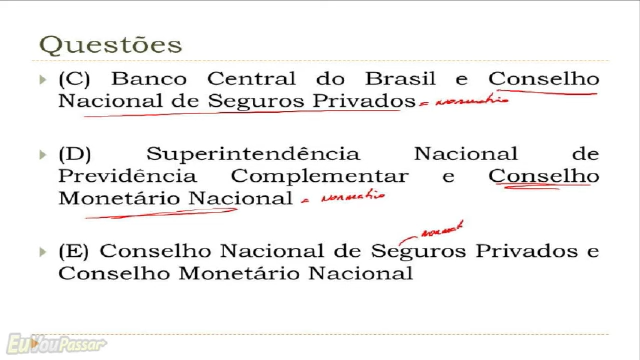 Questões
(C) Banco Central do Brasil e Conselho
Nacional de Seguros Privados = normativo
(D) Superintendência Nacional de
Previdência Complementar e Conselho
Monetário Nacional = normativo
normat
(E) Conselho Nacional de Seguros Privados e
Conselho Monetário Nacional
EuVouPassar